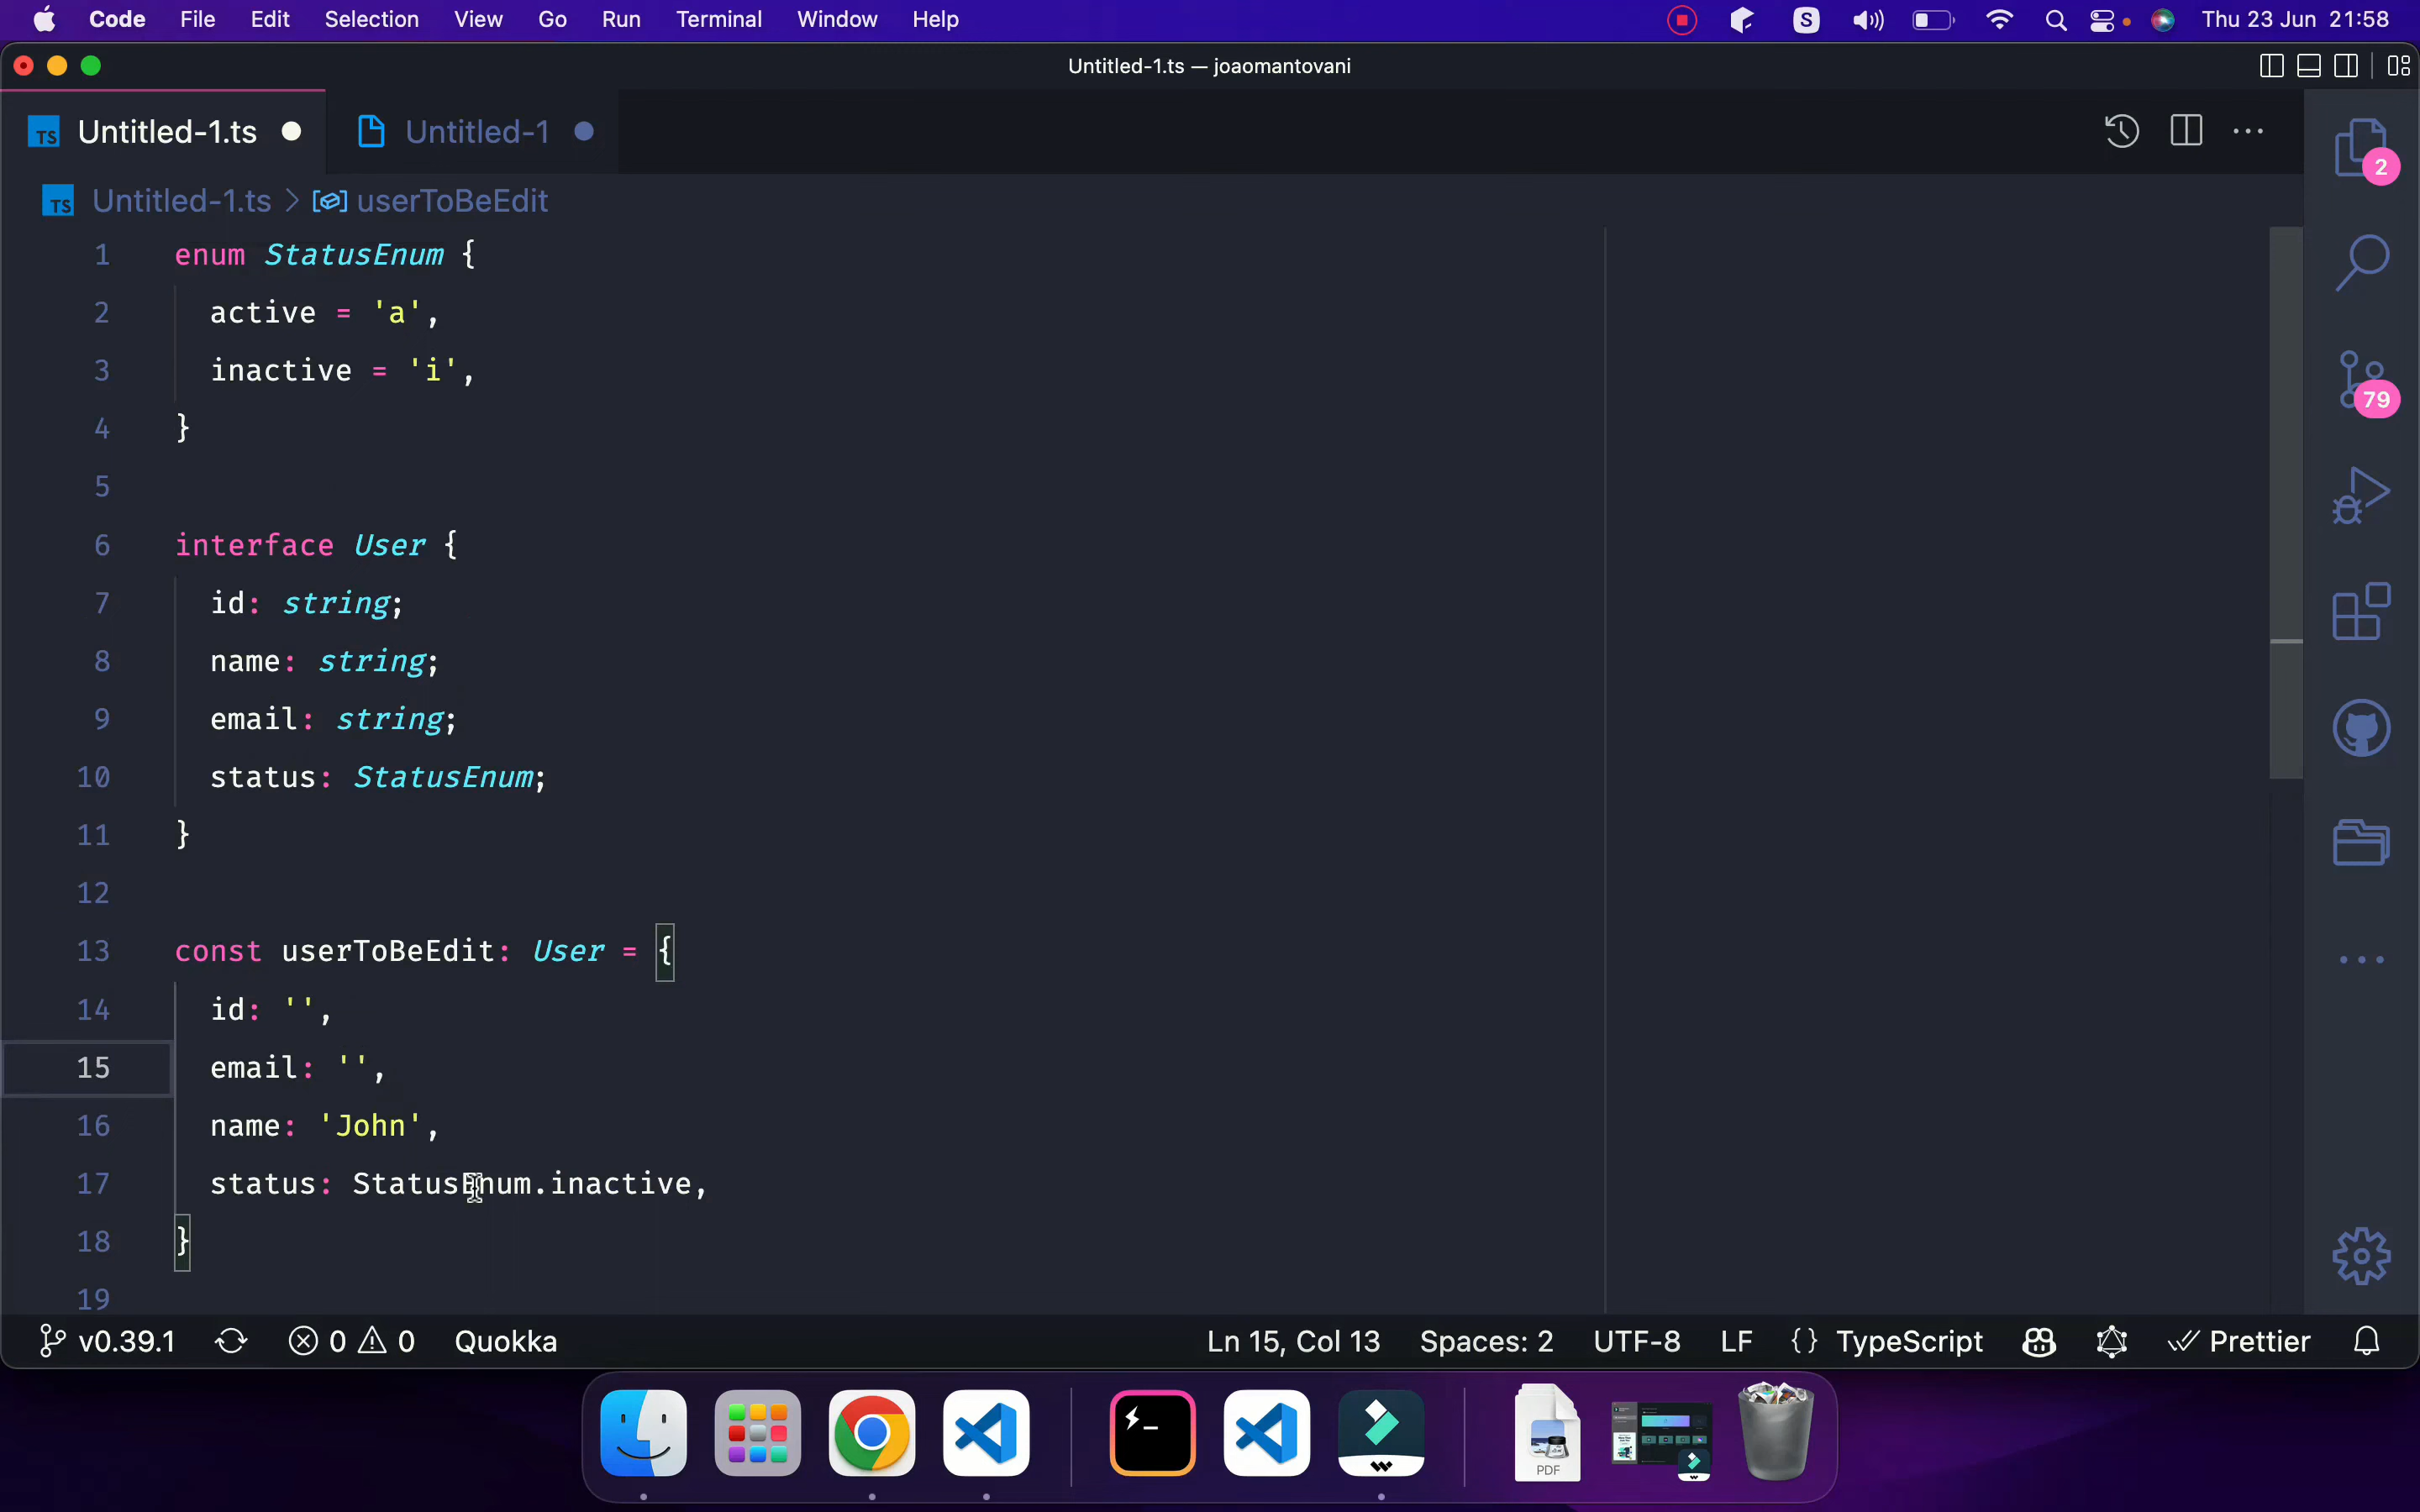 Code File Edit Selection View Go Run Terminal Window Help S Thu 23 Jun 21:58
Untitled-1.ts — joaomantovani
TS Untitled-1.ts Untitled-1
TS Untitled-1.ts > userToBeEdit
2
79
1 enum StatusEnum {
2 active = 'a',
3 inactive = 'i',
4 }
5
6 interface User {
7 id: string;
8 name: string;
9 email: string;
10 status: StatusEnum;
11 }
12
13 const userToBeEdit: User = {
14 id: '',
15 email: '',
16 name: 'John',
17 status: StatusEnum.inactive,
18 }
19
v0.39.1 0 0 Quokka Ln 15, Col 13 Spaces: 2 UTF-8 LF {} TypeScript Prettier
PDF